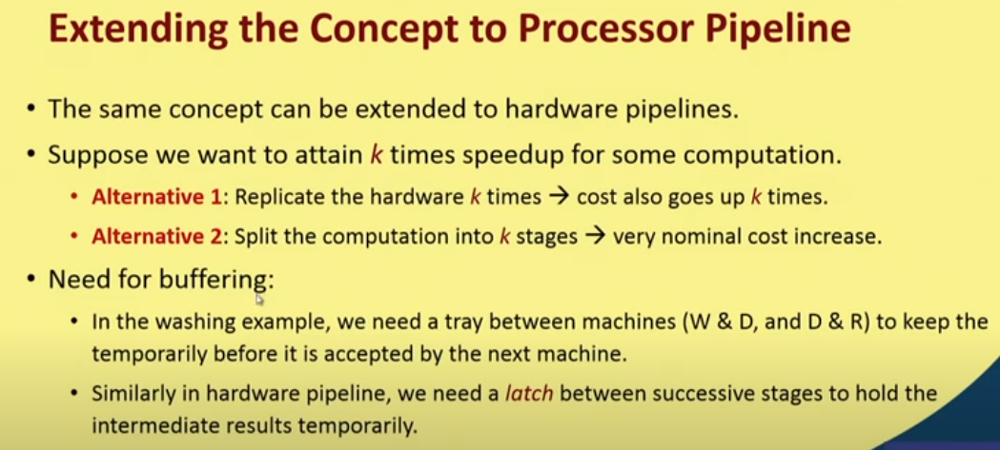 Extending the Concept to Processor Pipeline
• The same concept can be extended to hardware pipelines.
• Suppose we want to attain k times speedup for some computation.
• Alternative 1: Replicate the hardware k times → cost also goes up k times.
• Alternative 2: Split the computation into k stages → very nominal cost increase.
• Need for buffering:
• In the washing example, we need a tray between machines (W & D, and D & R) to keep the
temporarily before it is accepted by the next machine.
• Similarly in hardware pipeline, we need a latch between successive stages to hold the
intermediate results temporarily.